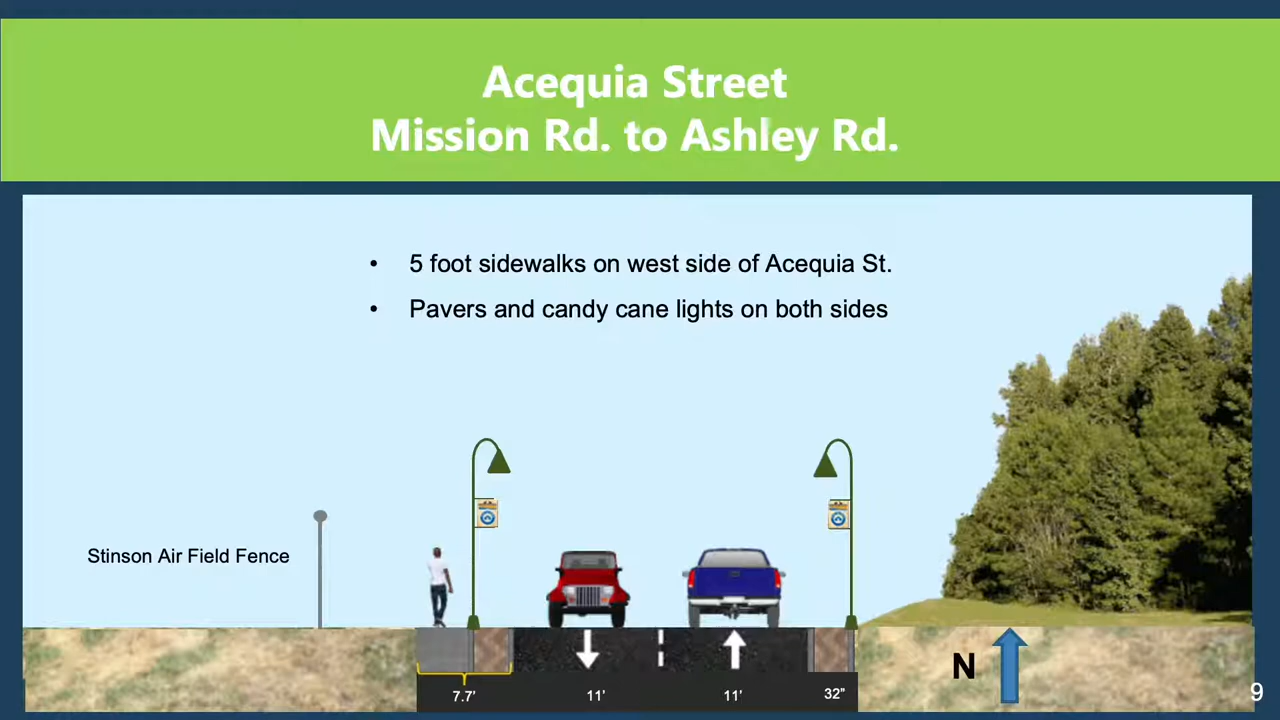 Acequia Street
Mission Rd. to Ashley Rd.
• 5 foot sidewalks on west side of Acequia St.
• Pavers and candy cane lights on both sides
Stinson Air Field Fence
N
7.7’
11’
11’
32”
9